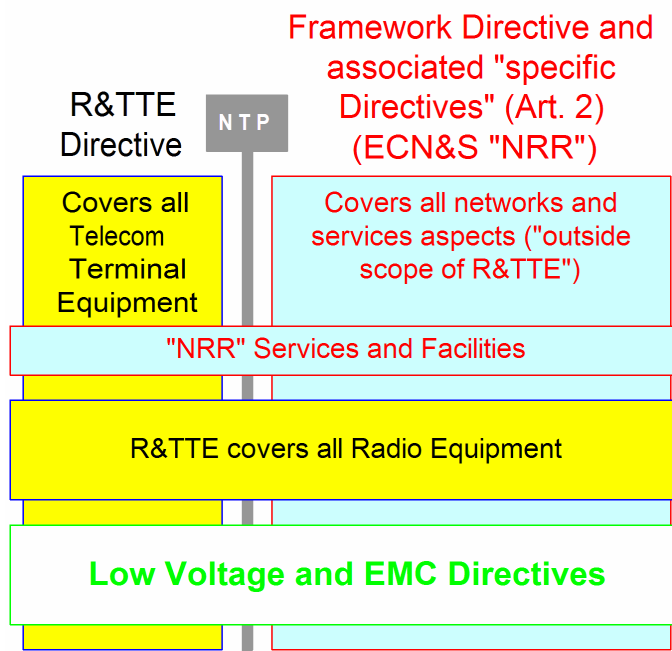 R&TTE
Directive
NTP
Framework Directive and
associated "specific
Directives" (Art. 2)
(ECN&S "NRR")
Covers all
Telecom
Terminal
Equipment
Covers all networks and
services aspects ("outside
scope of R&TTE")
"NRR" Services and Facilities
R&TTE covers all Radio Equipment
Low Voltage and EMC Directives